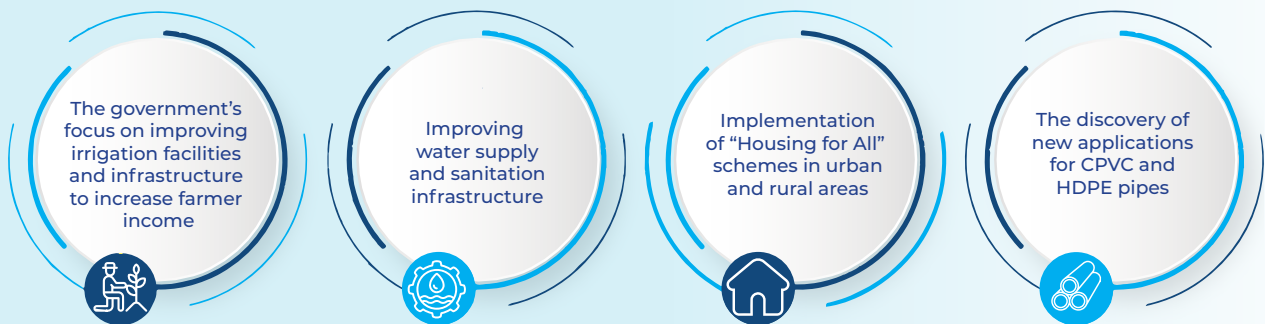 The government's
focus on improving
irrigation facilities
and infrastructure
to increase farmer
income
Improving
water supply
and sanitation
infrastructure
Implementation
of “Housing for All”
schemes in urban
and rural areas
The discovery of
new applications
for CPVC and
HDPE pipes